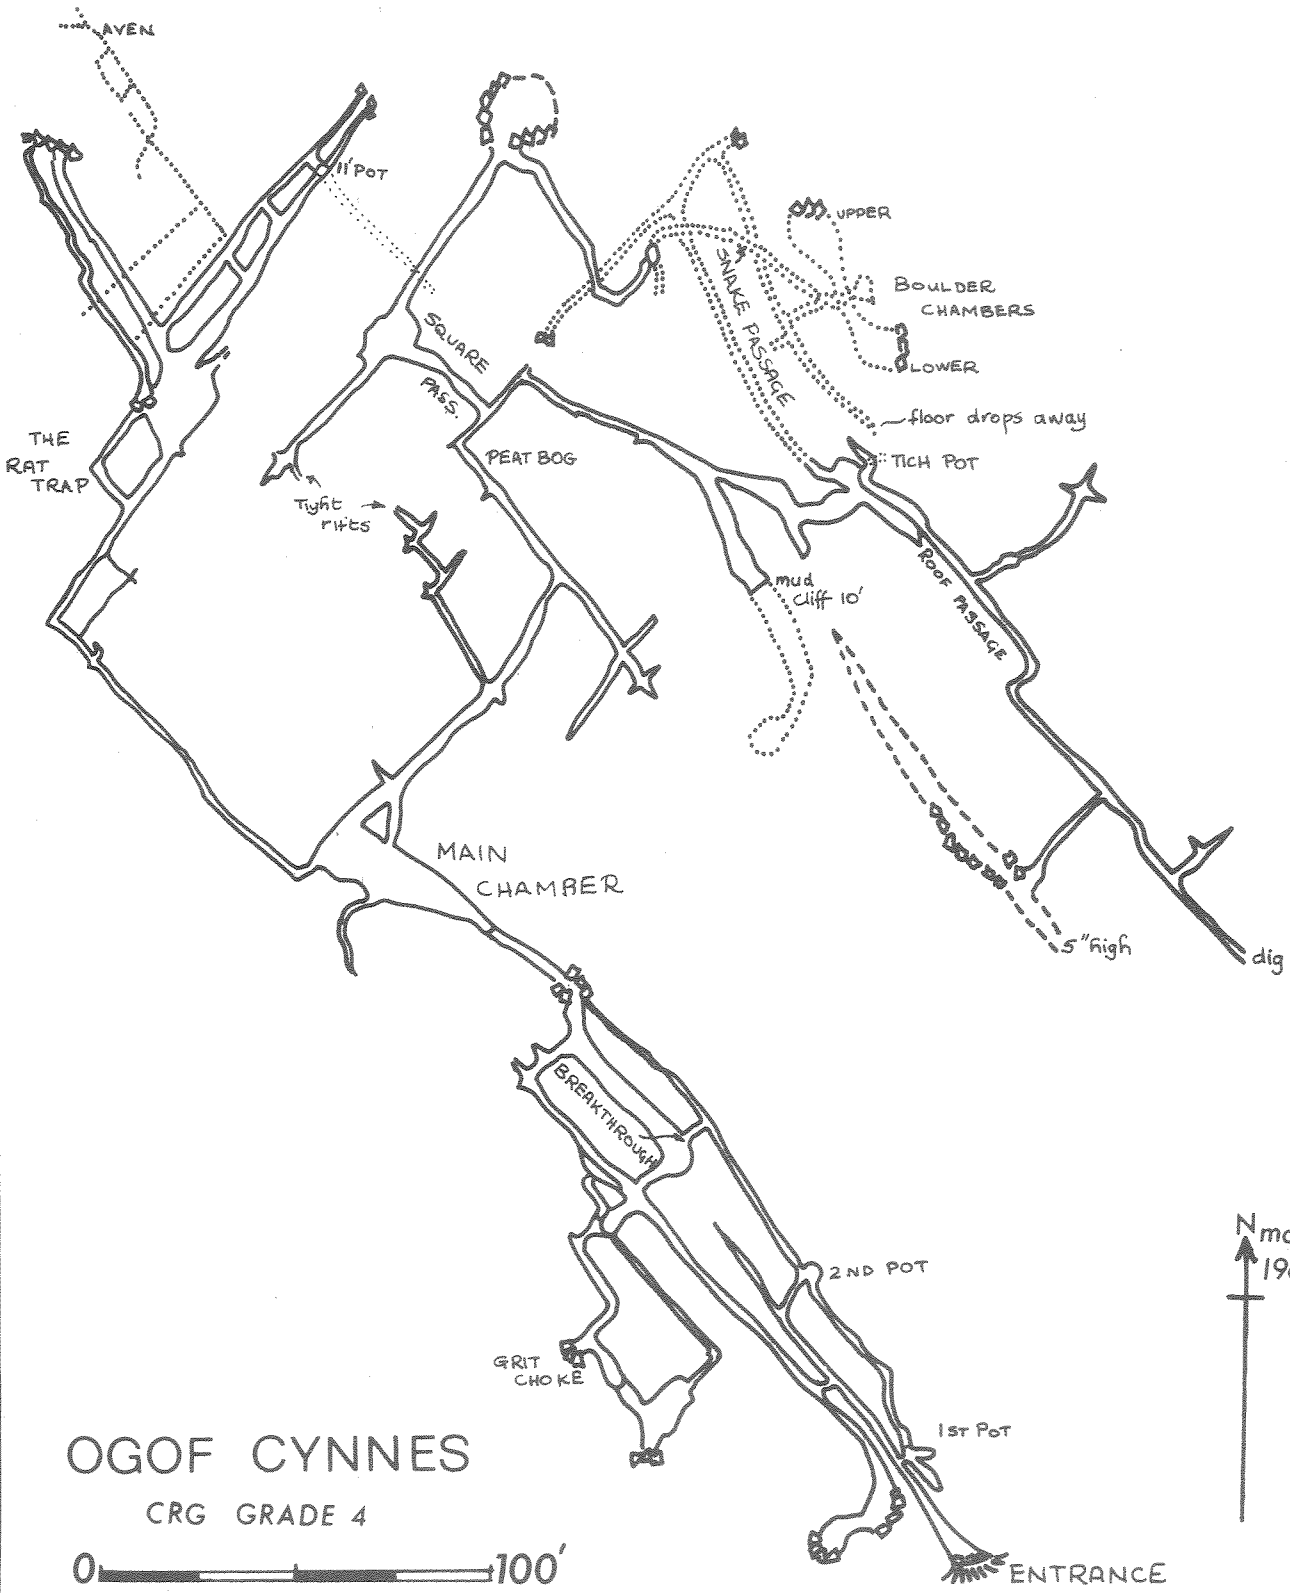 AVEN
11' POT
UPPER
BOULDER
CHAMBERS
LOWER
SNAKE PASSAGE
floor drops away
TICH POT
SQUARE
PASS.
PEAT BOG
THE
RAT
TRAP
Tight
rifts
mud
cliff 10'
ROOF PASSAGE
MAIN
CHAMBER
5" high
dig
BREAKTHROUGH
2ND POT
GRIT
CHOKE
1ST POT
ENTRANCE
N
OGOF CYNNES
CRG GRADE 4
0 100'